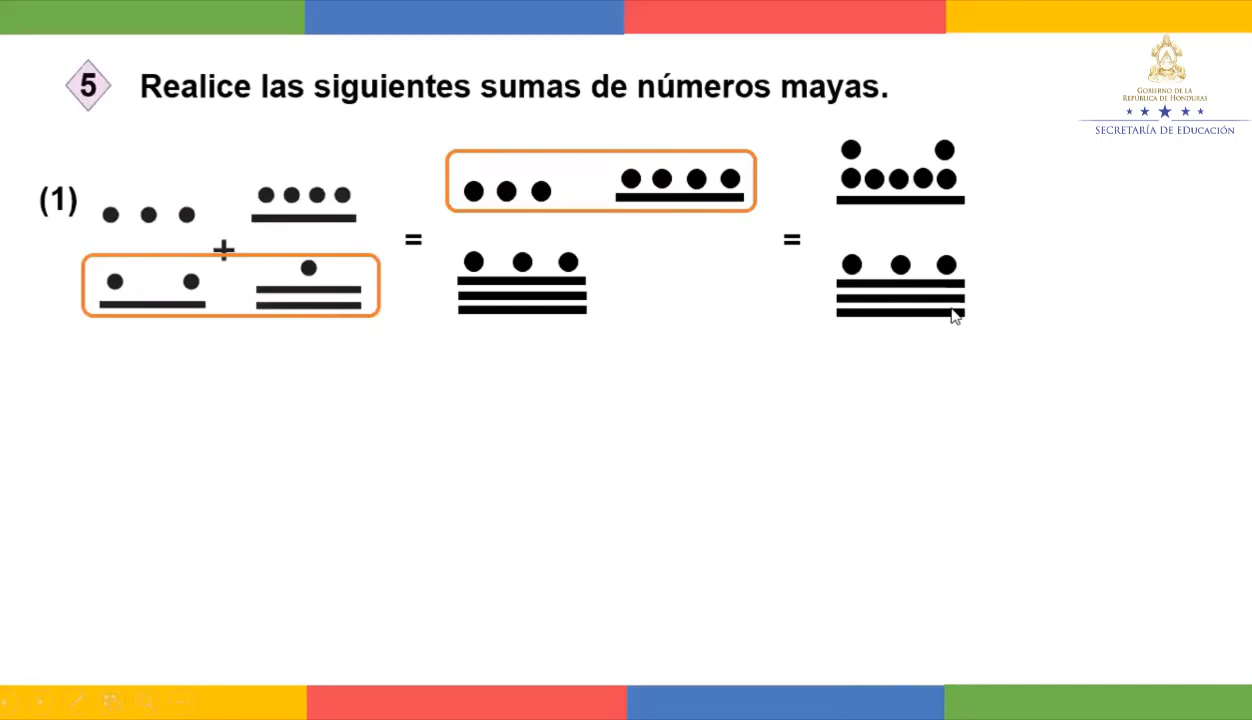 5 Realice las siguientes sumas de números mayas.
GOBIERNO DE LA
REPÚBLICA DE HONDURAS
SECRETARÍA DE EDUCACIÓN
(1)
+ = =